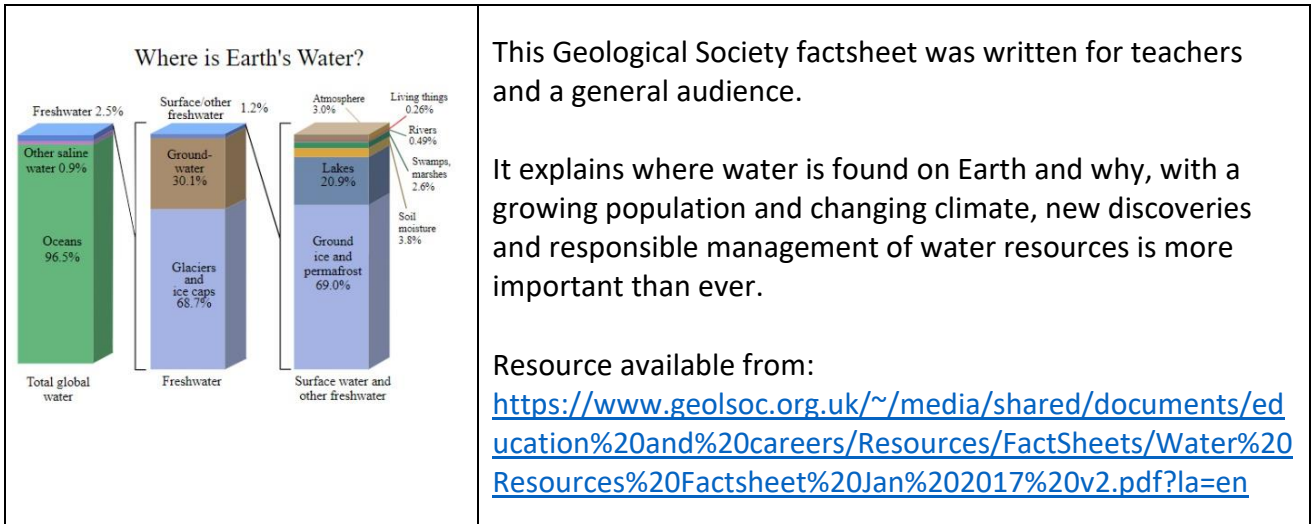 Where is Earth's Water?
Freshwater 2.5%
Other saline
water 0.9%
Oceans
96.5%
Total global
water
Surface/other
freshwater
1.2%
Ground-
water
30.1%
Glaciers
and
ice caps
68.7%
Freshwater
Atmosphere
3.0%
Living things
0.26%
Rivers
0.49%
Swamps,
marshes
2.6%
Soil
moisture
3.8%
Lakes
20.9%
Ground
ice and
permafrost
69.0%
Surface water and
other freshwater
This Geological Society factsheet was written for teachers
and a general audience.
It explains where water is found on Earth and why, with a
growing population and changing climate, new discoveries
and responsible management of water resources is more
important than ever.
Resource available from:
https://www.geolsoc.org.uk/~/media/shared/documents/ed
ucation%20and%20careers/Resources/FactSheets/Water%20
Resources%20Factsheet%20Jan%202017%20v2.pdf?la=en